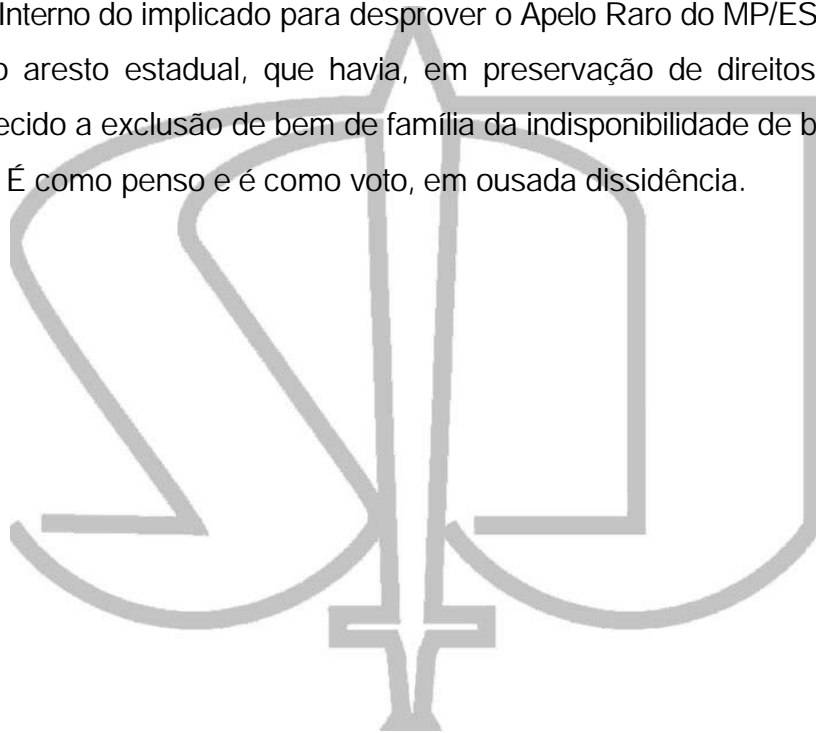 Interno do implicado para desprover o Apelo Raro do MP/ES
aresto estadual, que havia, em preservação de direitos
a exclusão de bem de família da indisponibilidade de b
É como penso e é como voto, em ousada dissidência.